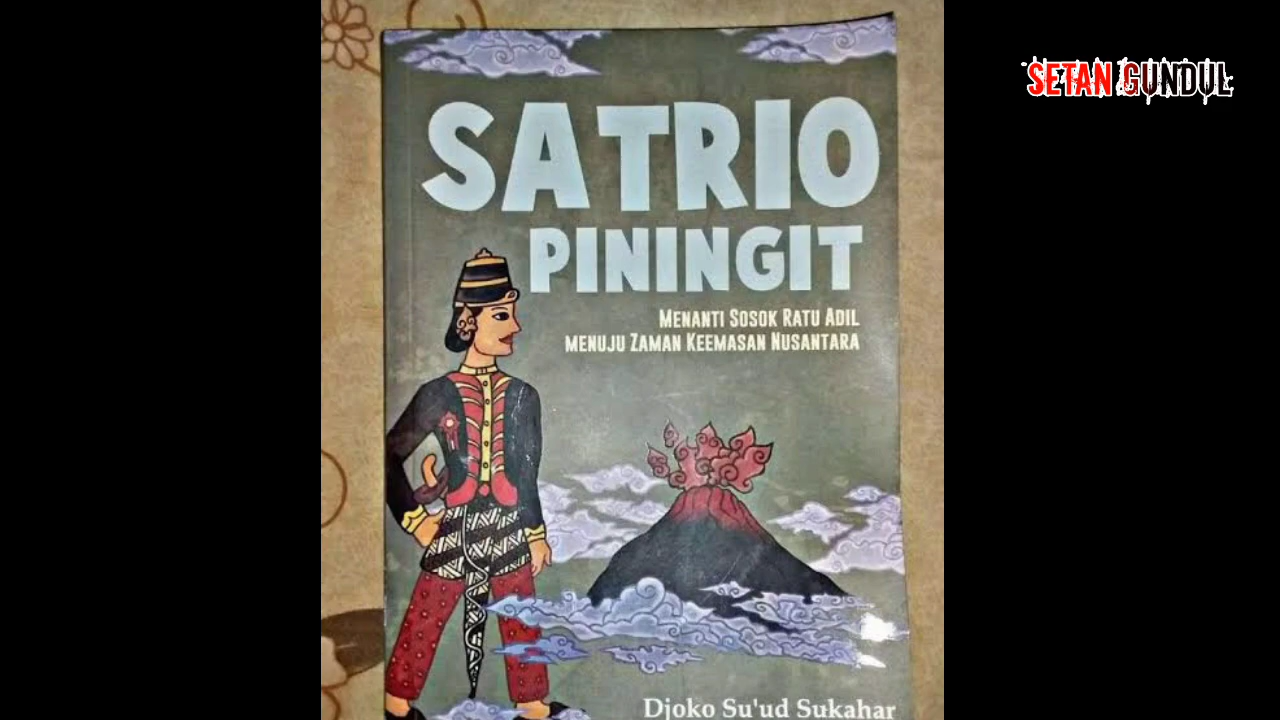 SETAN GUNDUL
SATRIO
PININGIT
MENANTI SOSOK RATU ADIL
MENUJU ZAMAN KEEMASAN NUSANTARA
Djoko Su'ud Sukahar